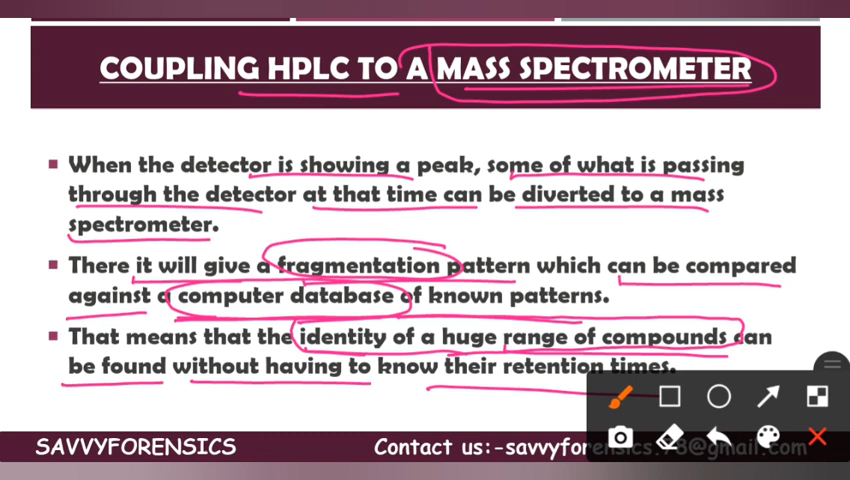 COUPLING HPLC TO A MASS SPECTROMETER
When the detector is showing a peak, some of what is passing
through the detector at that time can be diverted to a mass
spectrometer.
There it will give a fragmentation pattern which can be compared
against a computer database of known patterns.
That means that the identity of a huge range of compounds can
be found without having to know their retention times.
SAVVYFORENSICS
Contact us:-savvyforensics.78@gmail.com